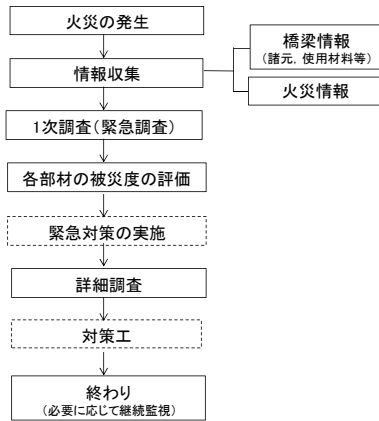 火災の発生
情報収集
橋梁情報
(諸元，使用材料等)
火災情報
1次調査(緊急調査)
各部材の被災度の評価
緊急対策の実施
詳細調査
対策工
終わり
(必要に応じて継続監視)